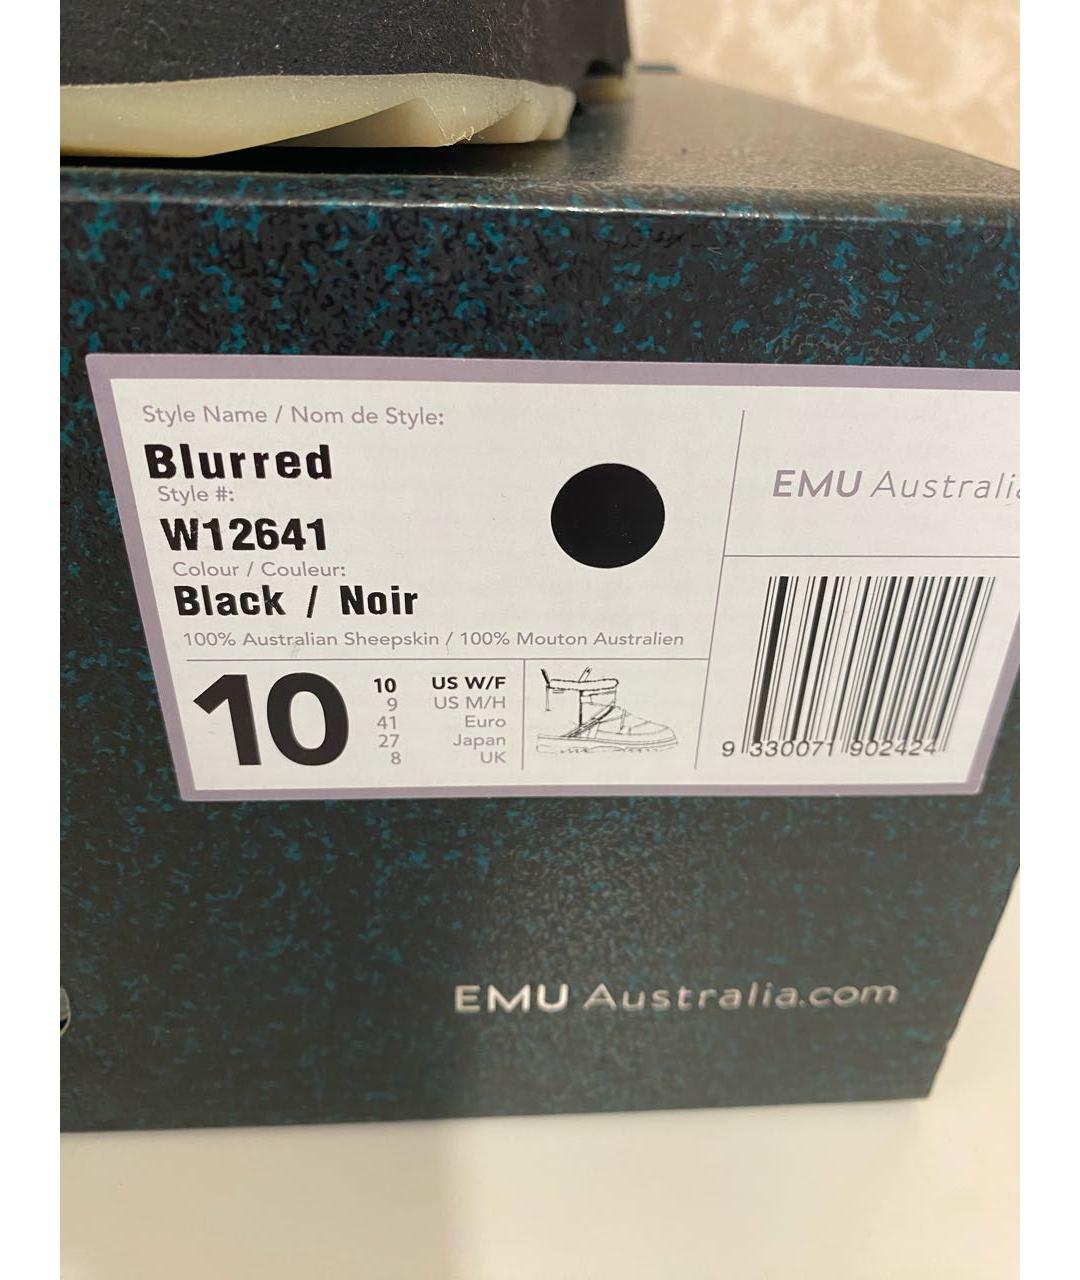 Style Name / Nom de Style:
Blurred
Style #:
W12641
Colour / Couleur:
Black / Noir
100% Australian Sheepskin / 100% Mouton Australien
10
10 US W/F
9 US M/H
41 Euro
27 Japan
8 UK
EMU Australia
9 330071 902424
EMU Australia.com